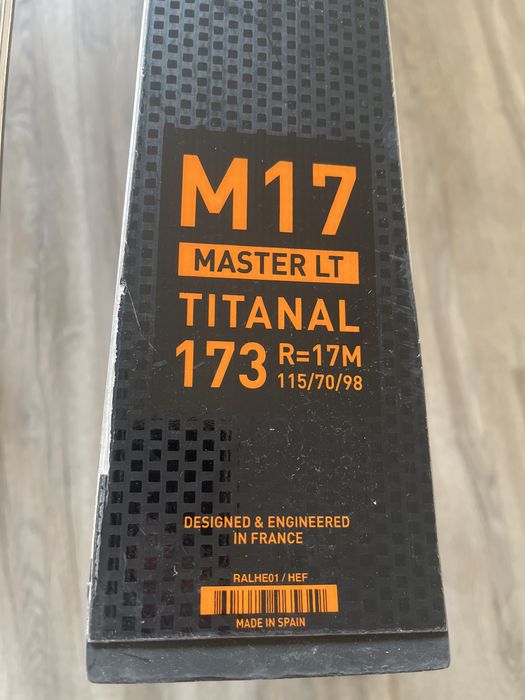 M17
MASTER LT
TITANAL
173 R=17M
115/70/98
DESIGNED & ENGINEERED
IN FRANCE
RALHE01 / HEF
MADE IN SPAIN